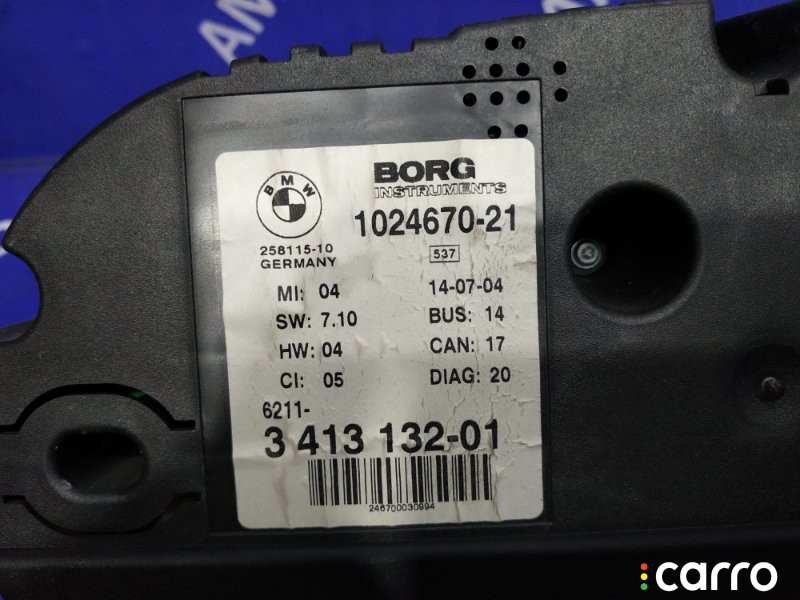 AM
BMW
BORG
INSTRUMENTS
1024670-21
258115-10
GERMANY
537
MI: 04
14-07-04
SW: 7.10
BUS: 14
HW: 04
CAN: 17
CI: 05
DIAG: 20
6211-
3 413 132-01
246700030994
carro